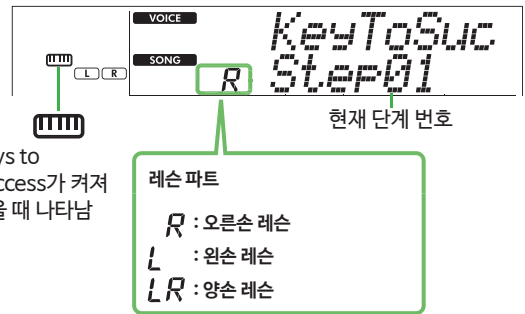 VOICE
KeyToSuc
L R
SONG
R
Step01
현재 단계 번호
ys to
ccess가 켜져
을 때 나타남
레슨 파트
R : 오른손 레슨
L : 왼손 레슨
LR : 양손 레슨